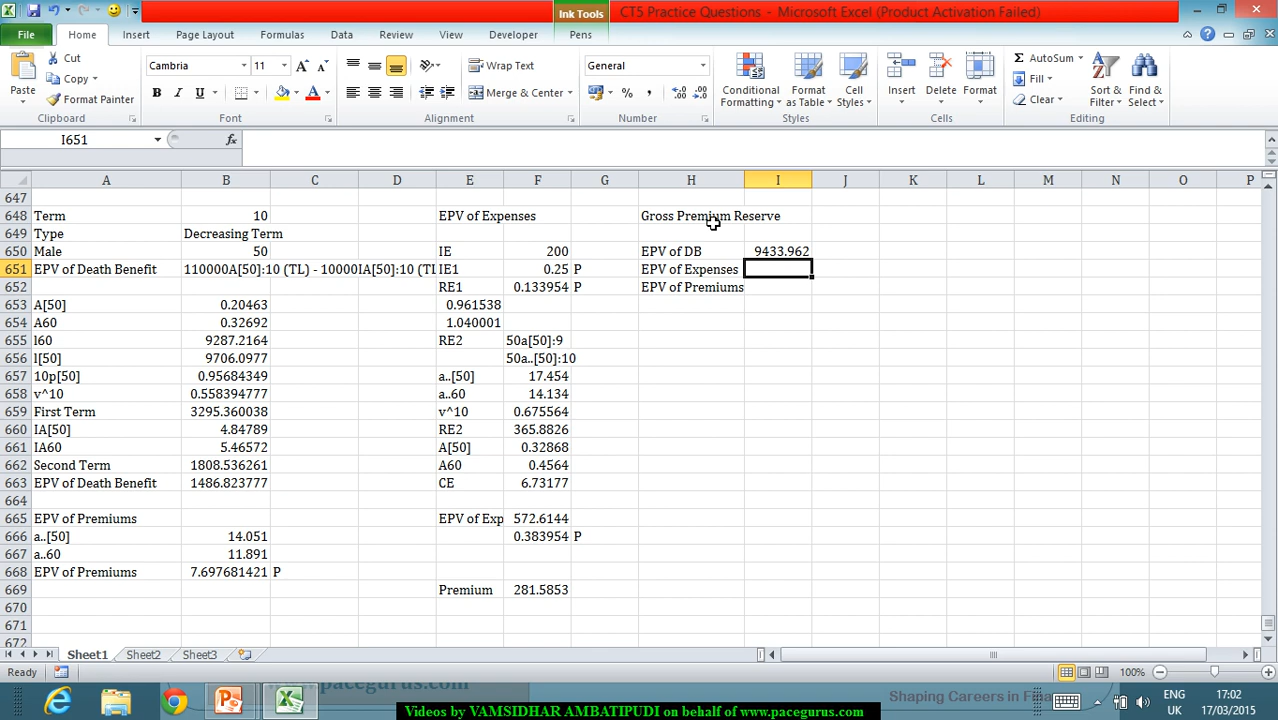 Ink Tools
CT5 Practice Questions - Microsoft Excel (Product Activation Failed)
File Home Insert Page Layout Formulas Data Review View Developer Pens
Paste Cut Copy Format Painter Clipboard
Cambria 11 B I U Font
Wrap Text Merge & Center Alignment
General % , .0 .00 Number
Conditional Formatting Format as Table Cell Styles Styles
Insert Delete Format Cells
Σ AutoSum Fill Clear Sort & Filter Find & Select Editing
I651 fx
A B C D E F G H I J K L M N O P
647
648 Term 10 EPV of Expenses Gross Premium Reserve
649 Type Decreasing Term
650 Male 50 IE 200 EPV of DB 9433.962
651 EPV of Death Benefit 110000A[50]:10 (TL) - 10000IA[50]:10 (TL IE1 0.25 P EPV of Expenses
652 RE1 0.133954 P EPV of Premiums
653 A[50] 0.20463 0.961538
654 A60 0.32692 1.040001
655 l60 9287.2164 RE2 50a[50]:9
656 l[50] 9706.0977 50a..[50]:10
657 10p[50] 0.95684349 a..[50] 17.454
658 v^10 0.558394777 a..60 14.134
659 First Term 3295.360038 v^10 0.675564
660 IA[50] 4.84789 RE2 365.8826
661 IA60 5.46572 A[50] 0.32868
662 Second Term 1808.536261 A60 0.4564
663 EPV of Death Benefit 1486.823777 CE 6.73177
664
665 EPV of Premiums EPV of Exp 572.6144
666 a..[50] 14.051 0.383954 P
667 a..60 11.891
668 EPV of Premiums 7.697681421 P
669 Premium 281.5853
670
671
672
Sheet1 Sheet2 Sheet3
Ready 100%
www.pacegurus.com Shaping Careers in Fin
ENG 17:02
UK 17/03/2015
Videos by VAMSIDHAR AMBATIPUDI on behalf of www.pacegurus.com